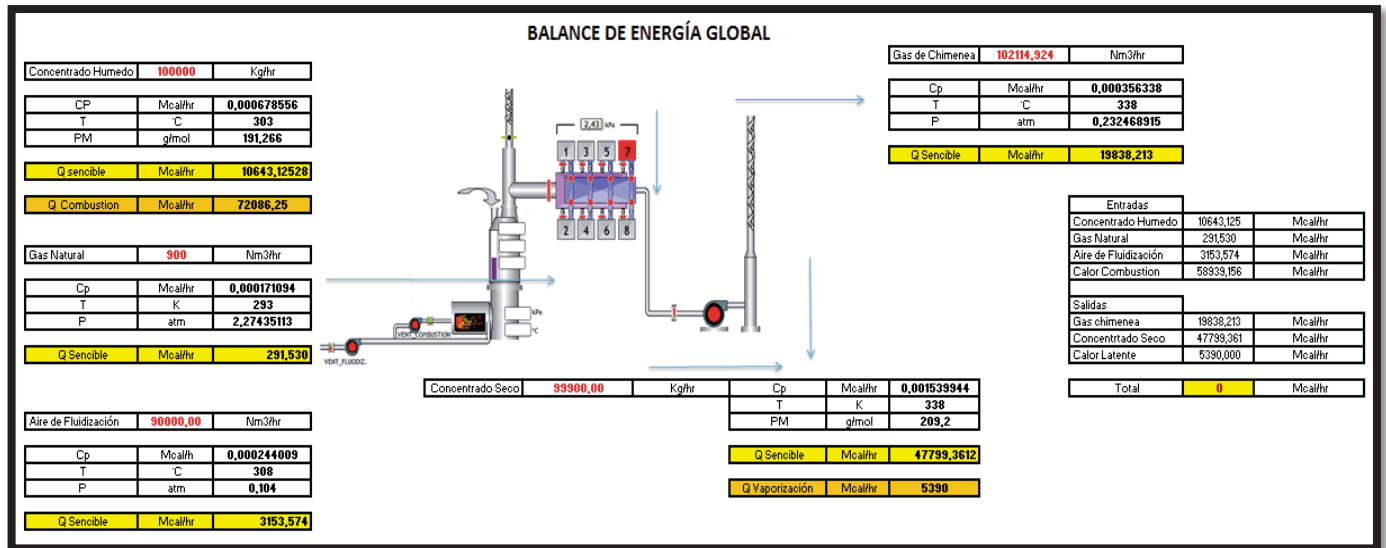 BALANCE DE ENERGÍA GLOBAL
Concentrado Humedo 100000 Kg/hr
CP Mcal/hr 0,000678556
T ºC 303
PM g/mol 191,266
Q sencible Mcal/hr 10643,12528
Q Combustion Mcal/hr 72086,25
Gas Natural 900 Nm3/hr
Cp Mcal/hr 0,000171094
T K 293
P atm 2,27435113
Q Sencible Mcal/hr 291,530
Aire de Fluidización 90000,00 Nm3/hr
Cp Mcal/h 0,000244009
T ºC 308
P atm 0,104
Q Sencible Mcal/hr 3153,574
2,43 kPa
1 3 5 7
2 4 6 8
kPa
ºC
VENT_COMBUSTION
VENT_FLUODIZ.
Concentrado Seco 99900,00 Kg/hr Cp Mcal/hr 0,001539944
T K 338
PM g/mol 209,2
Q Sencible Mcal/hr 47799,3612
Q Vaporización Mcal/hr 5390
Gas de Chimenea 102114,924 Nm3/hr
Cp Mcal/hr 0,000356338
T ºC 338
P atm 0,232468915
Q Sencible Mcal/hr 19838,213
Entradas
Concentrado Humedo 10643,125 Mcal/hr
Gas Natural 291,530 Mcal/hr
Aire de Fluidización 3153,574 Mcal/hr
Calor Combustion 58939,156 Mcal/hr
Salidas
Gas chimenea 19838,213 Mcal/hr
Concentrtado Seco 47799,361 Mcal/hr
Calor Latente 5390,000 Mcal/hr
Total 0 Mcal/hr